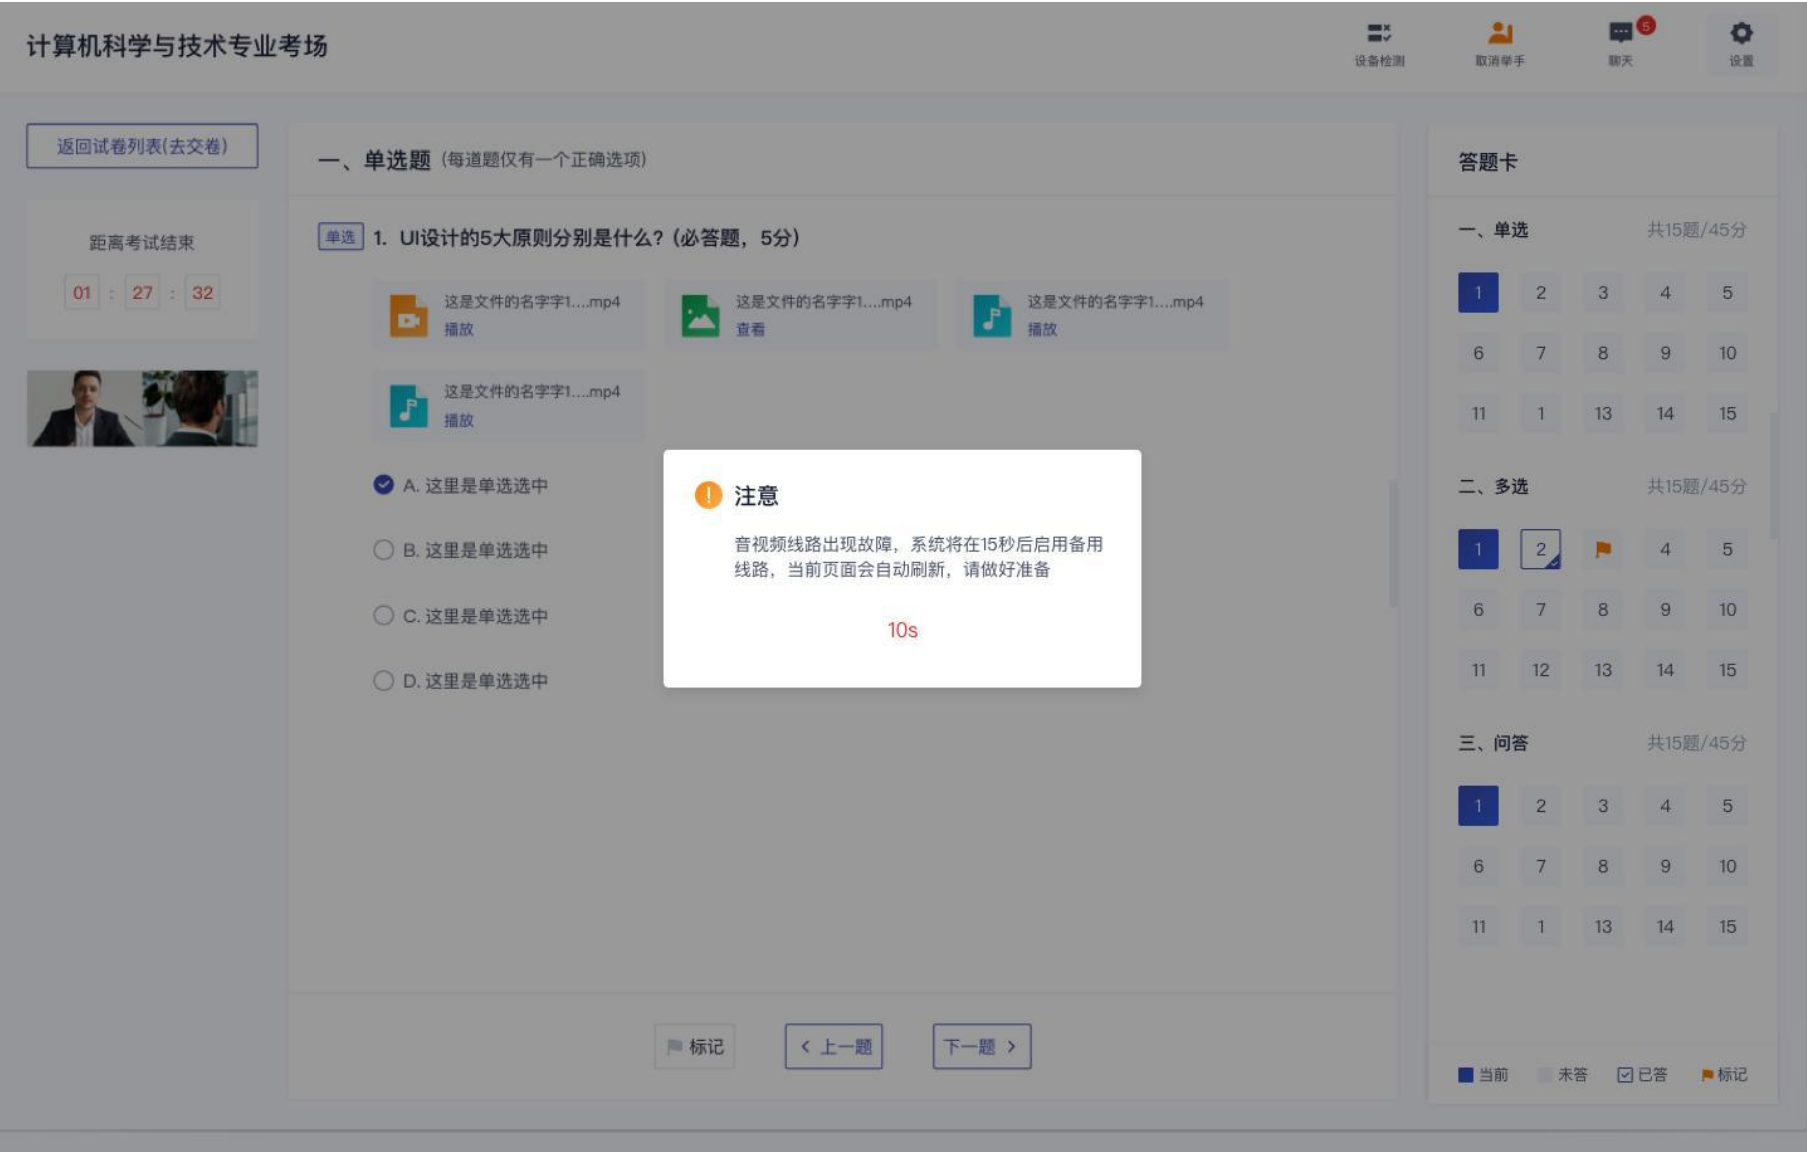 计算机科学与技术专业考场
设备检测
取消举手
5
聊天
设置
返回试卷列表(去交卷)
距离考试结束
01 : 27 : 32
一、单选题（每道题仅有一个正确选项）
单选 1. UI设计的5大原则分别是什么?（必答题，5分）
这是文件的名字字1....mp4
播放
这是文件的名字字1....mp4
查看
这是文件的名字字1....mp4
播放
这是文件的名字字1....mp4
播放
A. 这里是单选选中
B. 这里是单选选中
C. 这里是单选选中
D. 这里是单选选中
注意
音视频线路出现故障，系统将在15秒后启用备用
线路，当前页面会自动刷新，请做好准备
10s
标记
上一题
下一题
答题卡
一、单选 共15题/45分
1 2 3 4 5
6 7 8 9 10
11 1 13 14 15
二、多选 共15题/45分
1 2 4 5
6 7 8 9 10
11 12 13 14 15
三、问答 共15题/45分
1 2 3 4 5
6 7 8 9 10
11 1 13 14 15
当前 未答 已答 标记